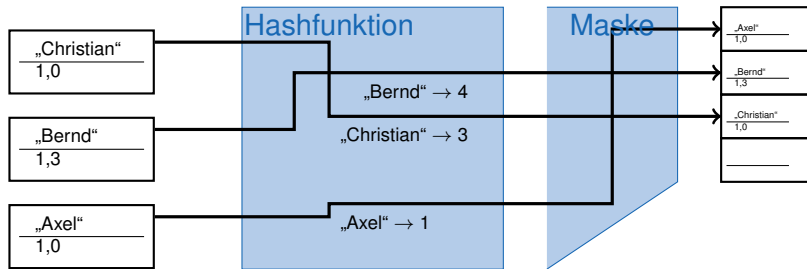 Hashfunktion
Maske
„Christian“
1,0
„Bernd“
1,3
„Axel“
1,0
„Bernd“ → 4
„Christian“ → 3
„Axel“ → 1
„Axel“
1,0
„Bernd“
1,3
„Christian“
1,0